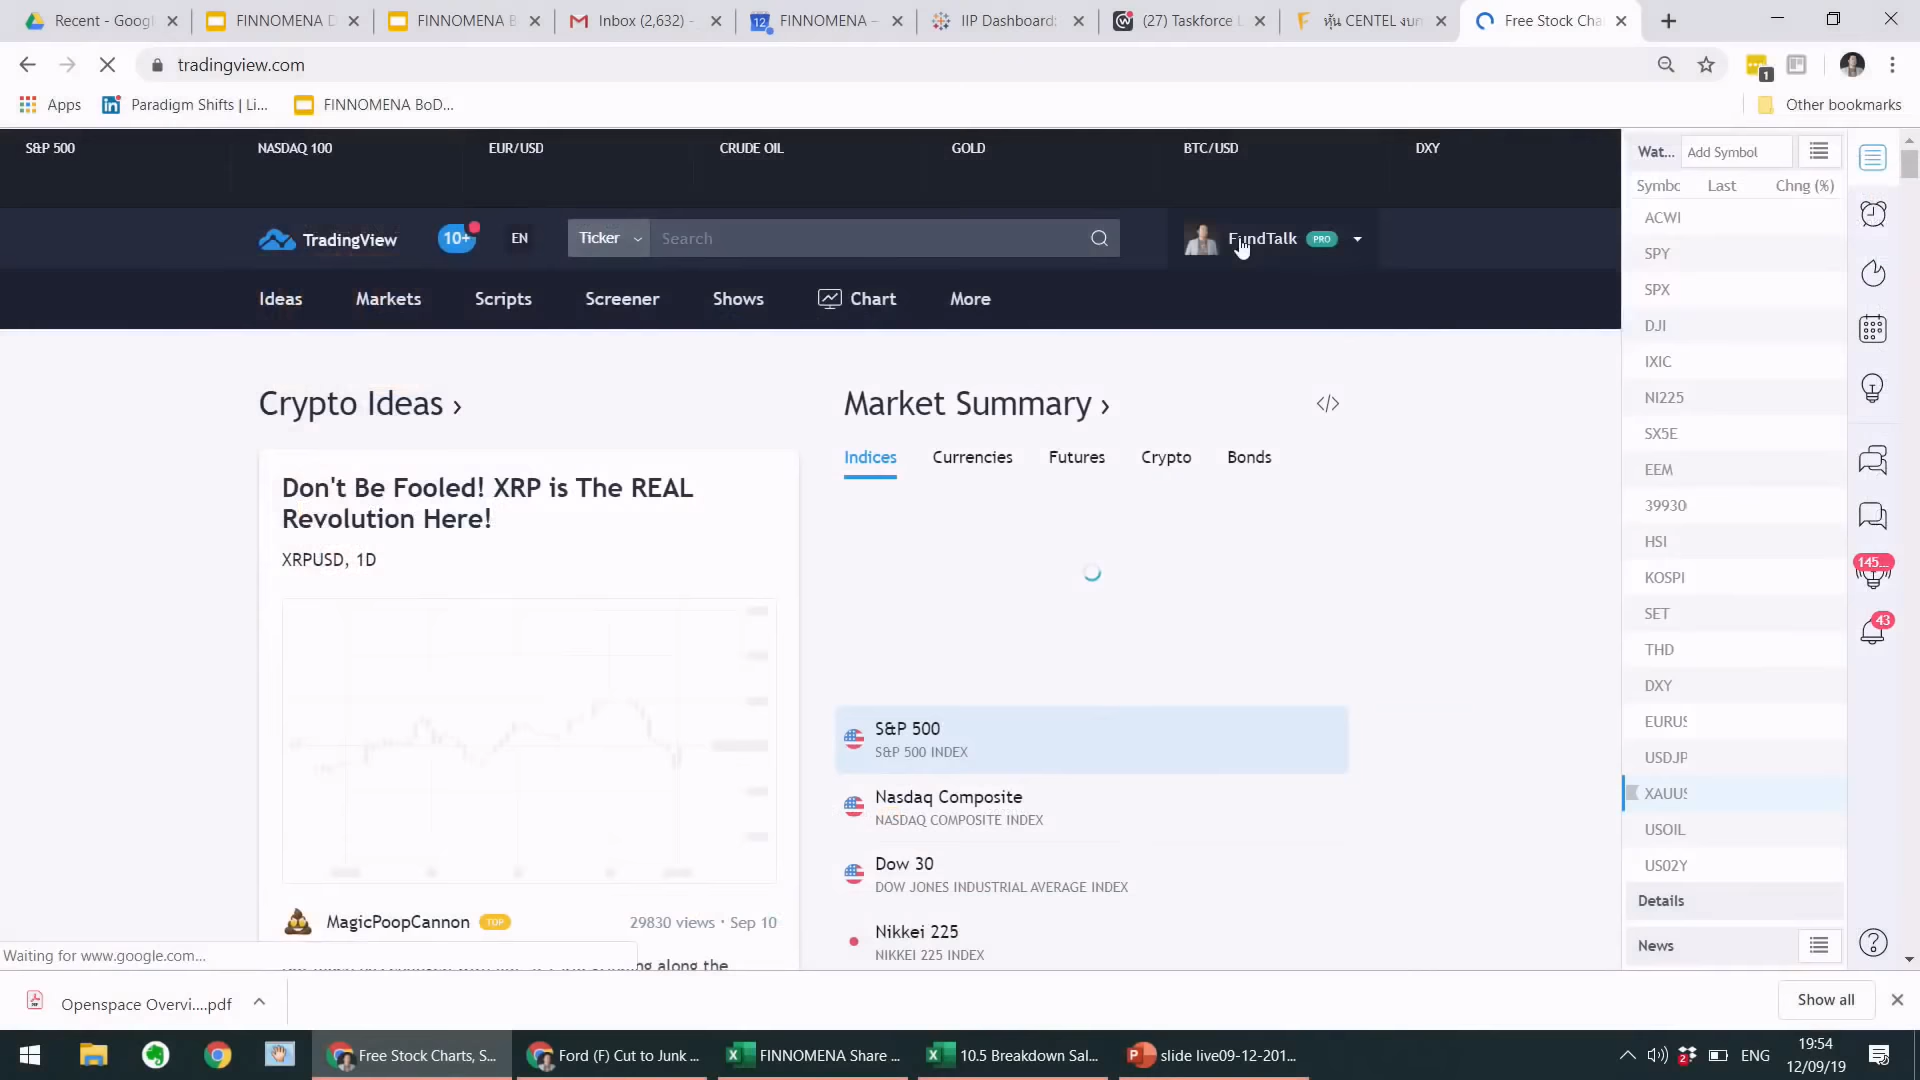 Recent - Googl
FINNOMENA D
FINNOMENA B
Inbox (2,632) -
FINNOMENA –
IIP Dashboard:
(27) Taskforce L
หุ้น CENTEL งบก
Free Stock Cha
tradingview.com
1
Apps
Paradigm Shifts | Li...
FINNOMENA BoD...
Other bookmarks
S&P 500
NASDAQ 100
EUR/USD
CRUDE OIL
GOLD
BTC/USD
DXY
Wat...
Add Symbol
Symbc
Last
Chng (%)
TradingView
10+
EN
Ticker
Search
FundTalk
PRO
Ideas
Markets
Scripts
Screener
Shows
Chart
More
Crypto Ideas ›
Don't Be Fooled! XRP is The REAL
Revolution Here!
XRPUSD, 1D
MagicPoopCannon
TOP
29830 views • Sep 10
Waiting for www.google.com...
Market Summary ›
</>
Indices
Currencies
Futures
Crypto
Bonds
S&P 500
S&P 500 INDEX
Nasdaq Composite
NASDAQ COMPOSITE INDEX
Dow 30
DOW JONES INDUSTRIAL AVERAGE INDEX
Nikkei 225
NIKKEI 225 INDEX
ACWI
SPY
SPX
DJI
IXIC
NI225
SX5E
EEM
39930
HSI
KOSPI
SET
THD
DXY
EURUS
USDJP
XAUUS
USOIL
US02Y
Details
News
145...
43
Openspace Overvi....pdf
Show all
Free Stock Charts, S...
Ford (F) Cut to Junk ...
FINNOMENA Share ...
10.5 Breakdown Sal...
slide live09-12-201...
2
ENG
19:54
12/09/19